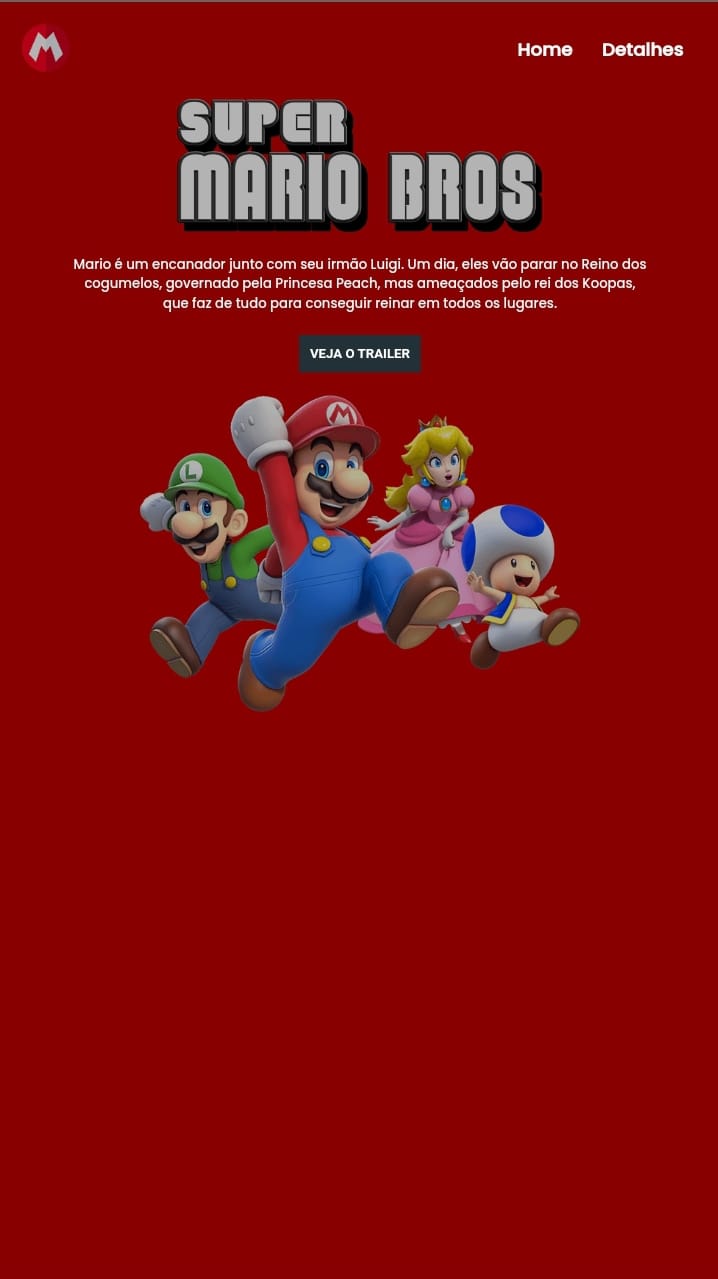 M
Home Detalhes
SUPER
MARIO BROS
Mario é um encanador junto com seu irmão Luigi. Um dia, eles vão parar no Reino dos
cogumelos, governado pela Princesa Peach, mas ameaçados pelo rei dos Koopas,
que faz de tudo para conseguir reinar em todos os lugares.
VEJA O TRAILER
M
L